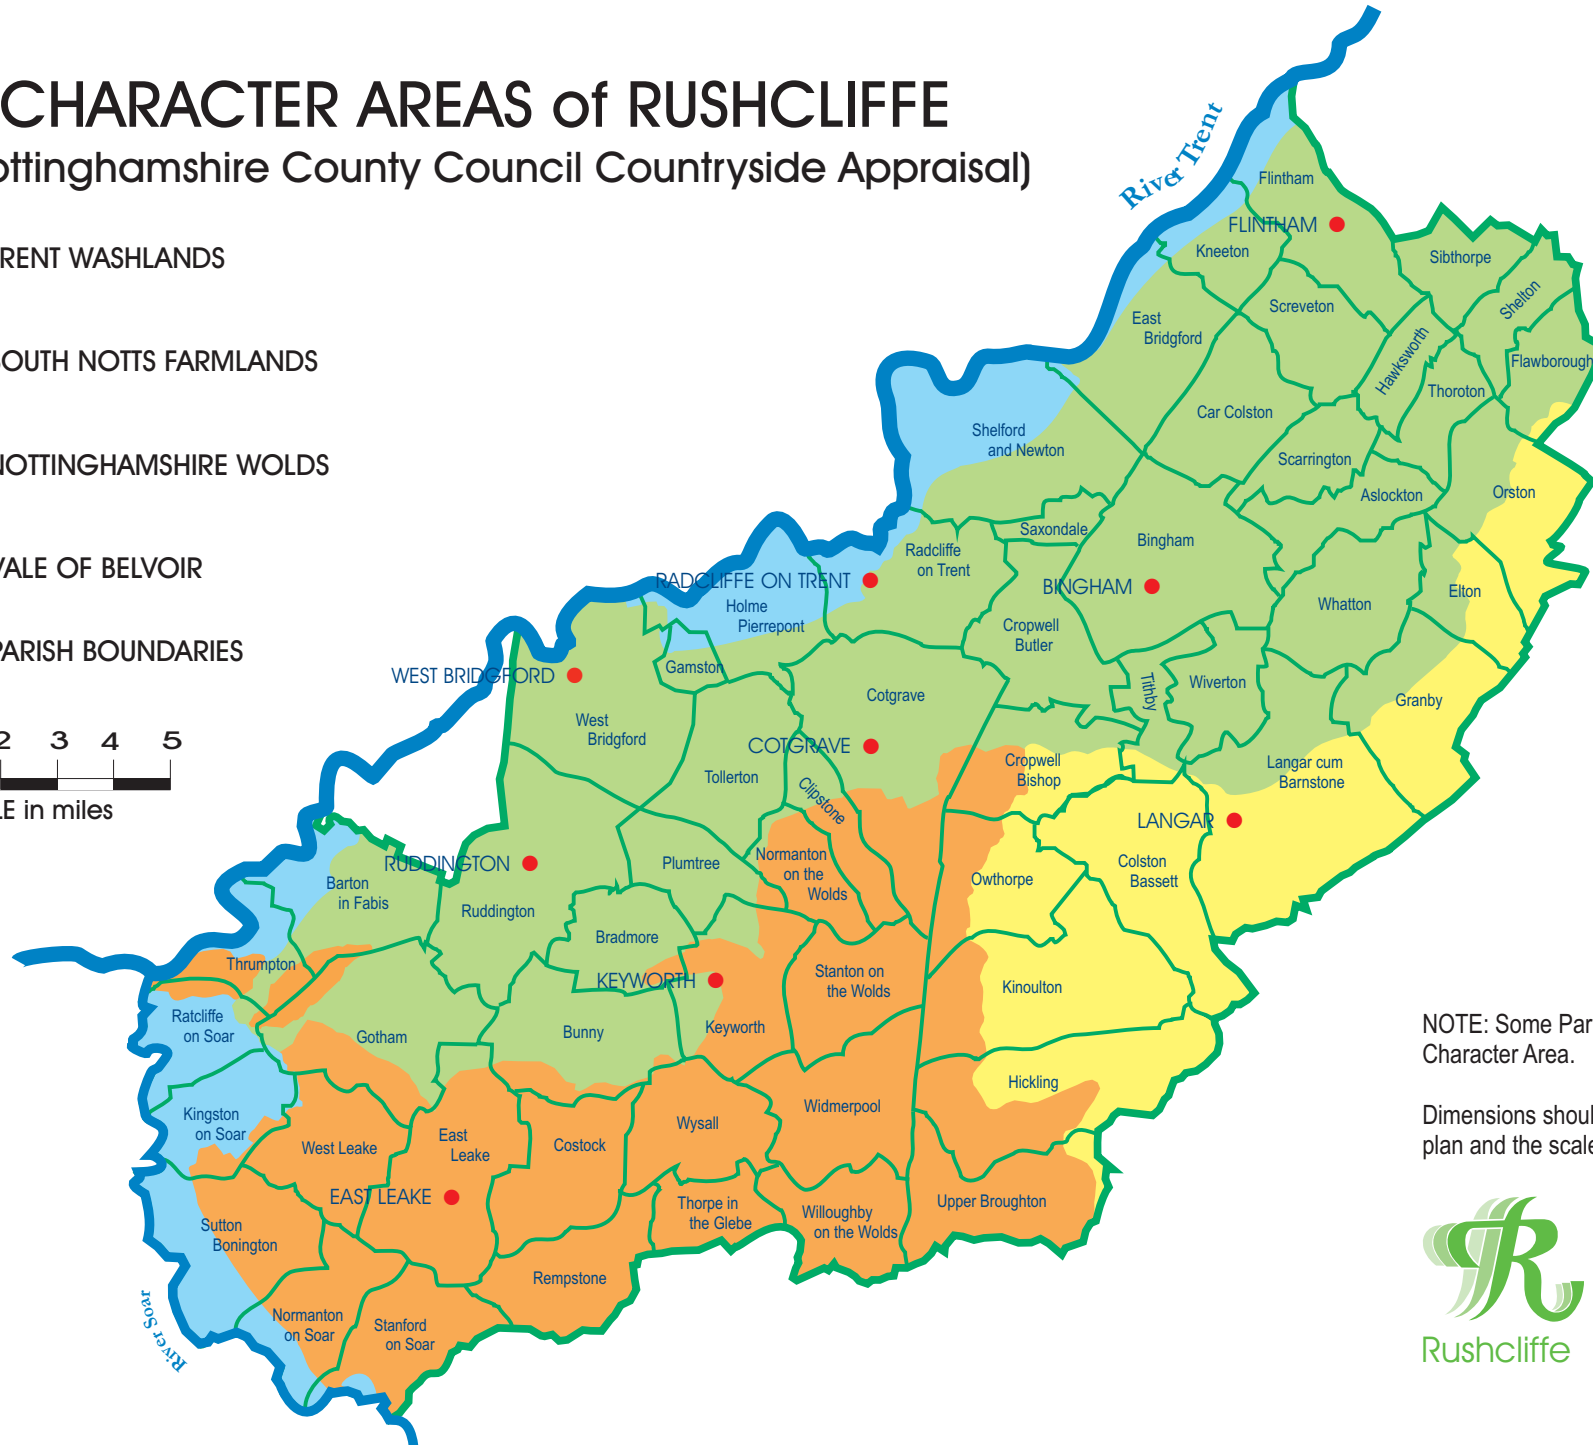 CHARACTER AREAS of RUSHCLIFFE
ottinghamshire County Council Countryside Appraisal)
RENT WASHLANDS
SOUTH NOTTS FARMLANDS
NOTTINGHAMSHIRE WOLDS
VALE OF BELVOIR
PARISH BOUNDARIES
2 3 4 5
LE in miles
River Trent
Flintham
FLINTHAM
Kneeton
Sibthorpe
Shelton
Screveton
East
Bridgford
Hawksworth
Flawborough
Thoroton
Car Colston
Shelford
and Newton
Scarrington
Aslockton
Orston
Saxondale
Bingham
Radcliffe
on Trent
RADCLIFFE ON TRENT
BINGHAM
Holme
Pierrepont
Whatton
Elton
Cropwell
Butler
Gamston
WEST BRIDGFORD
Cotgrave
Tithby
Wiverton
Granby
West
Bridgford
COTGRAVE
Tollerton
Clipstone
Cropwell
Bishop
Langar cum
Barnstone
LANGAR
RUDDINGTON
Plumtree
Normanton
on the
Wolds
Colston
Bassett
Owthorpe
Barton
in Fabis
Ruddington
Bradmore
Thrumpton
KEYWORTH
Stanton on
the Wolds
Kinoulton
Ratcliffe
on Soar
Gotham
Bunny
Keyworth
Hickling
Kingston
on Soar
West Leake
East
Leake
Costock
Wysall
Widmerpool
EAST LEAKE
Thorpe in
the Glebe
Willoughby
on the Wolds
Upper Broughton
Sutton
Bonington
Rempstone
Normanton
on Soar
Stanford
on Soar
River Soar
NOTE: Some Par
Character Area.
Dimensions shoul
plan and the scale
R
Rushcliffe